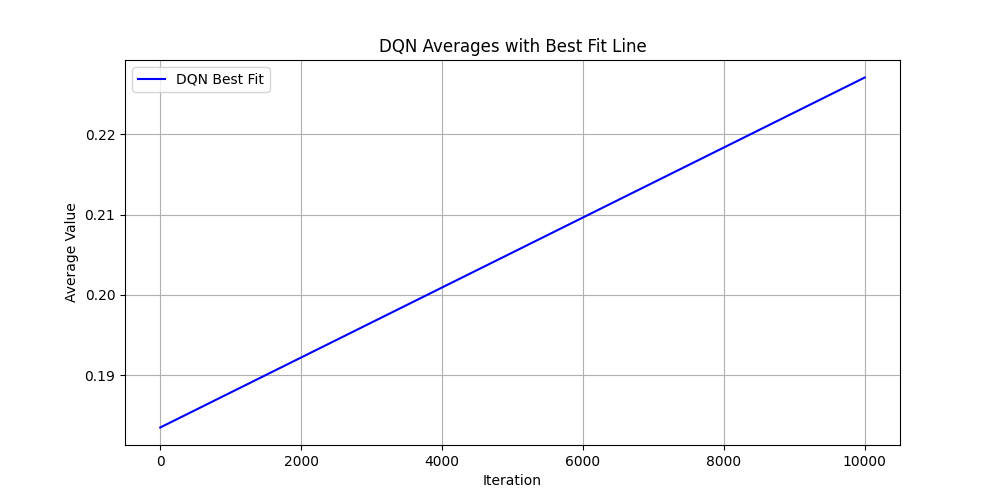 DQN Averages with Best Fit Line
DQN Best Fit
0.22
0.21
0.20
0.19
Average Value
0 2000 4000 6000 8000 10000
Iteration